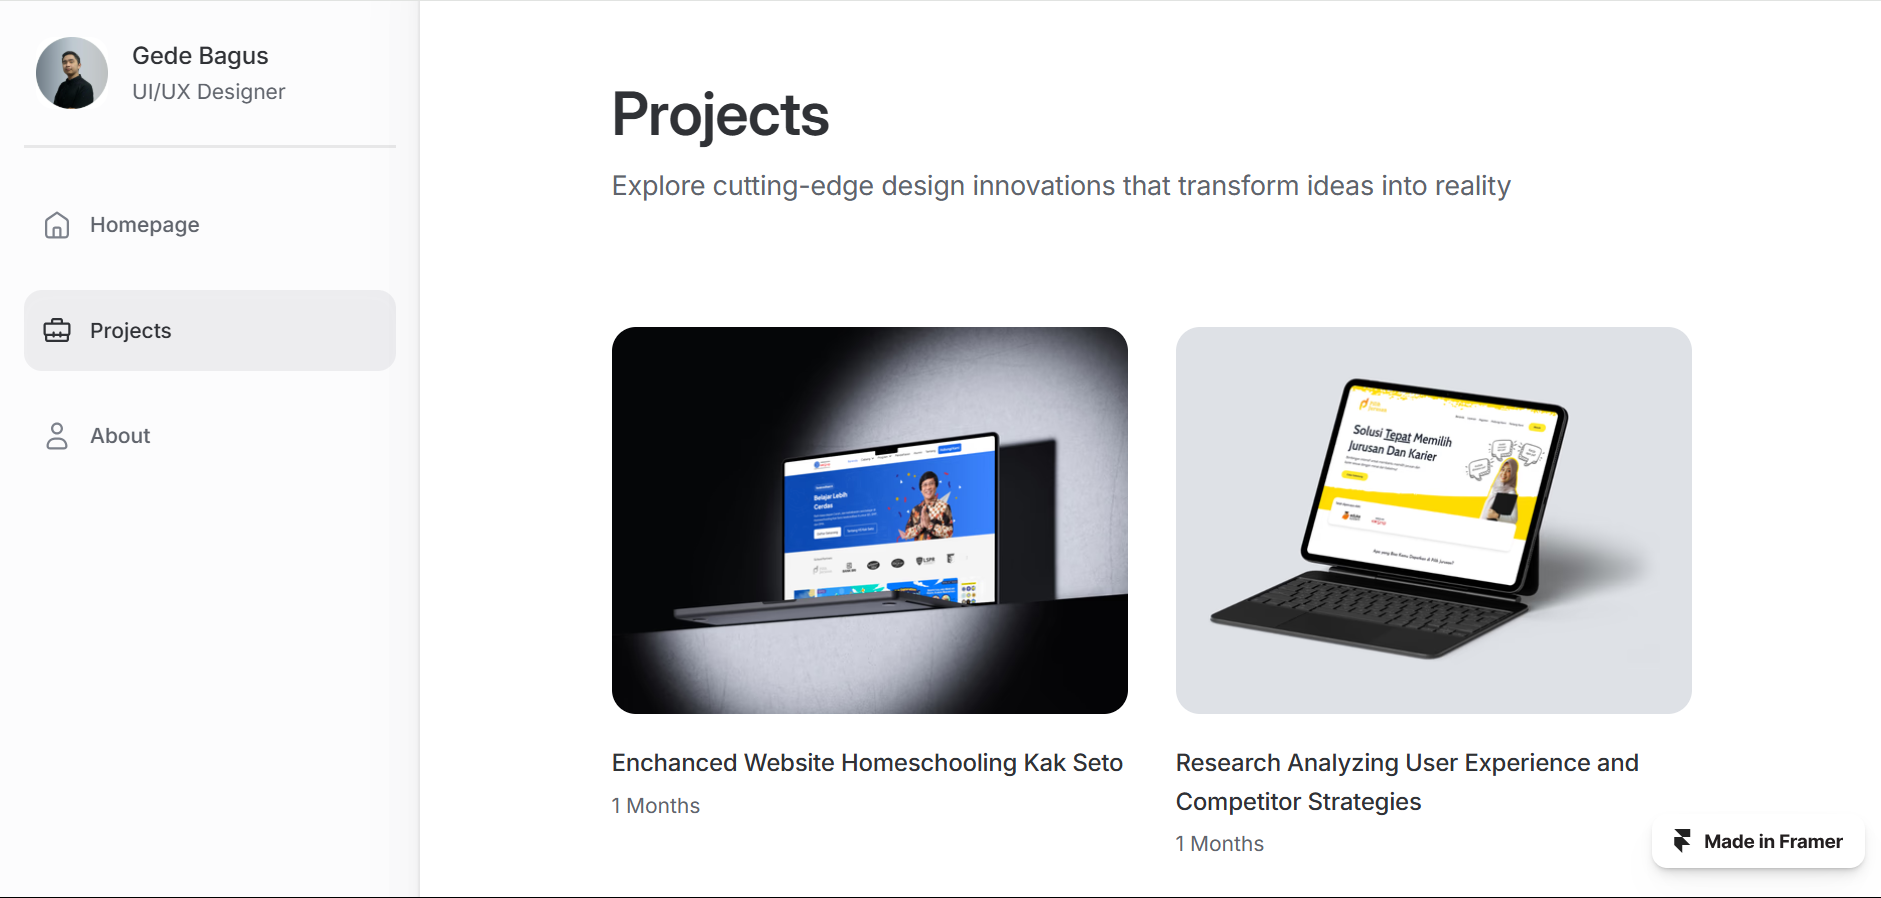 Gede Bagus
UI/UX Designer
Homepage
Projects
About
Projects
Explore cutting-edge design innovations that transform ideas into reality
Belajar Lebih
Cerdas
Solusi Tepat Memilih
Jurusan Dan Karier
Enchanced Website Homeschooling Kak Seto
1 Months
Research Analyzing User Experience and
Competitor Strategies
1 Months
Made in Framer